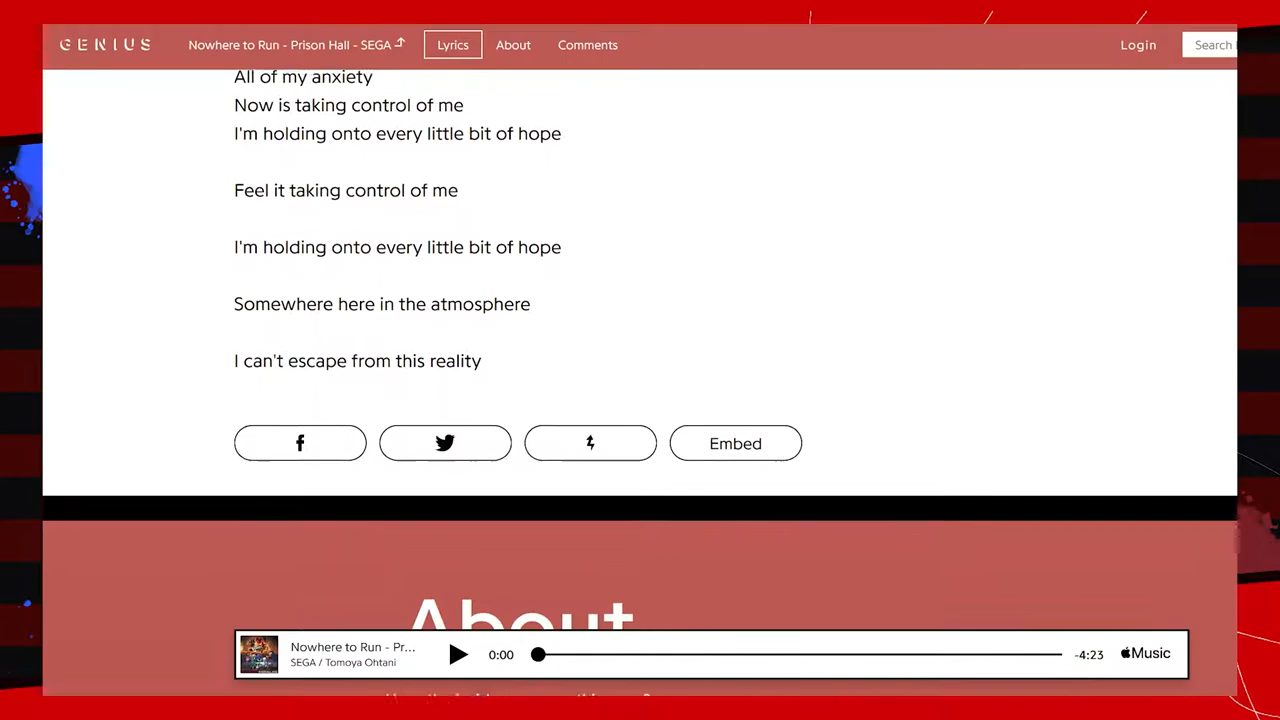 GENIUS
Nowhere to Run - Prison Hall - SEGA
Lyrics
About
Comments
Login
Search
All of my anxiety
Now is taking control of me
I'm holding onto every little bit of hope
Feel it taking control of me
I'm holding onto every little bit of hope
Somewhere here in the atmosphere
I can't escape from this reality
Embed
About
Nowhere to Run - Pr...
SEGA / Tomoya Ohtani
0:00
-4:23
Music